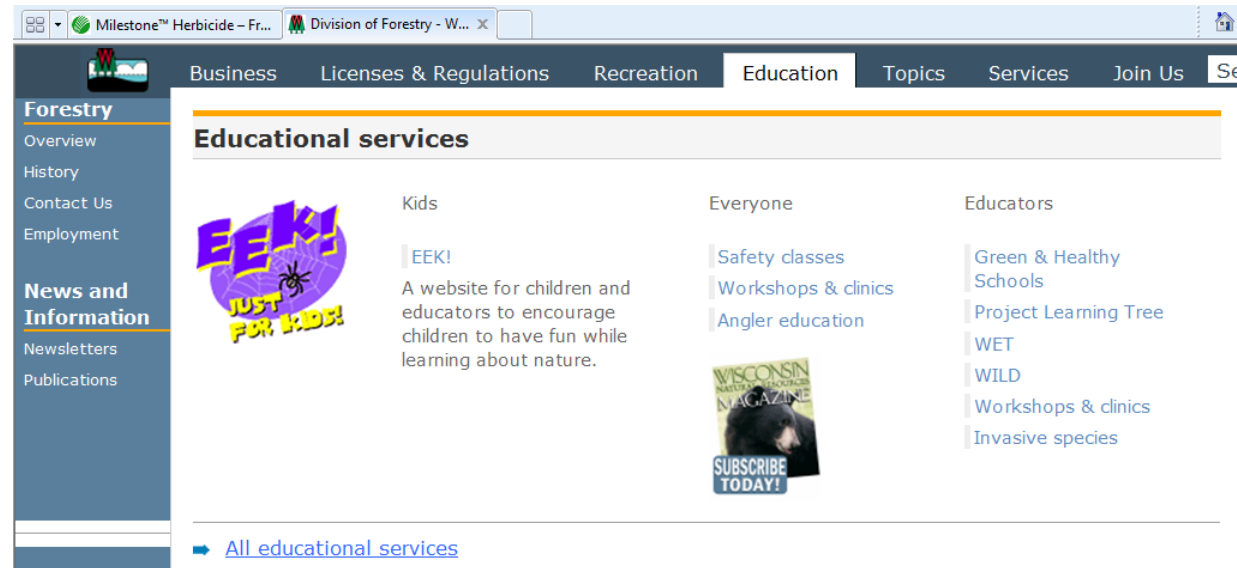 Milestone™ Herbicide – Fr...
Division of Forestry - W...
Business
Licenses & Regulations
Recreation
Education
Topics
Services
Join Us
Se
Forestry
Overview
History
Contact Us
Employment
News and
Information
Newsletters
Publications
Educational services
EEK!
JUST
FOR KIDS!
Kids
EEK!
A website for children and
educators to encourage
children to have fun while
learning about nature.
Everyone
Safety classes
Workshops & clinics
Angler education
WISCONSIN
NATURAL RESOURCES
MAGAZINE
SUBSCRIBE
TODAY!
Educators
Green & Healthy
Schools
Project Learning Tree
WET
WILD
Workshops & clinics
Invasive species
All educational services